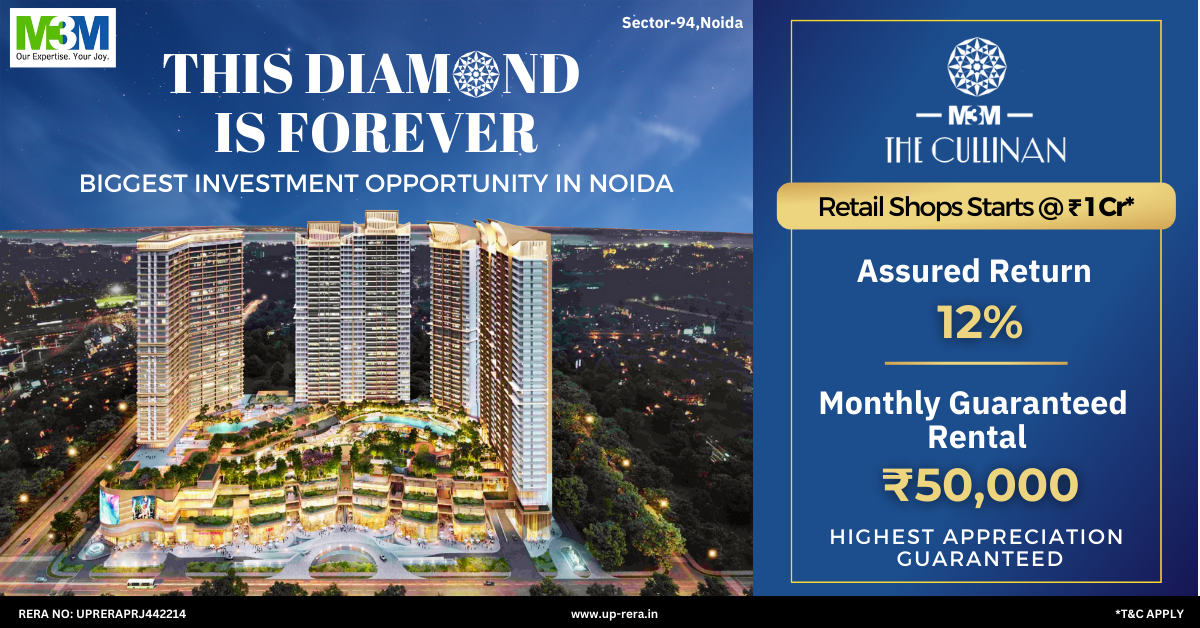 M3M
Our Expertise. Your Joy.
Sector-94,Noida
THIS DIAMOND
IS FOREVER
BIGGEST INVESTMENT OPPORTUNITY IN NOIDA
M3M
THE CULLINAN
Retail Shops Starts @ ₹ 1 Cr*
Assured Return
12%
Monthly Guaranteed
Rental
₹50,000
HIGHEST APPRECIATION
GUARANTEED
RERA NO: UPRERAPRJ442214
www.up-rera.in
*T&C APPLY